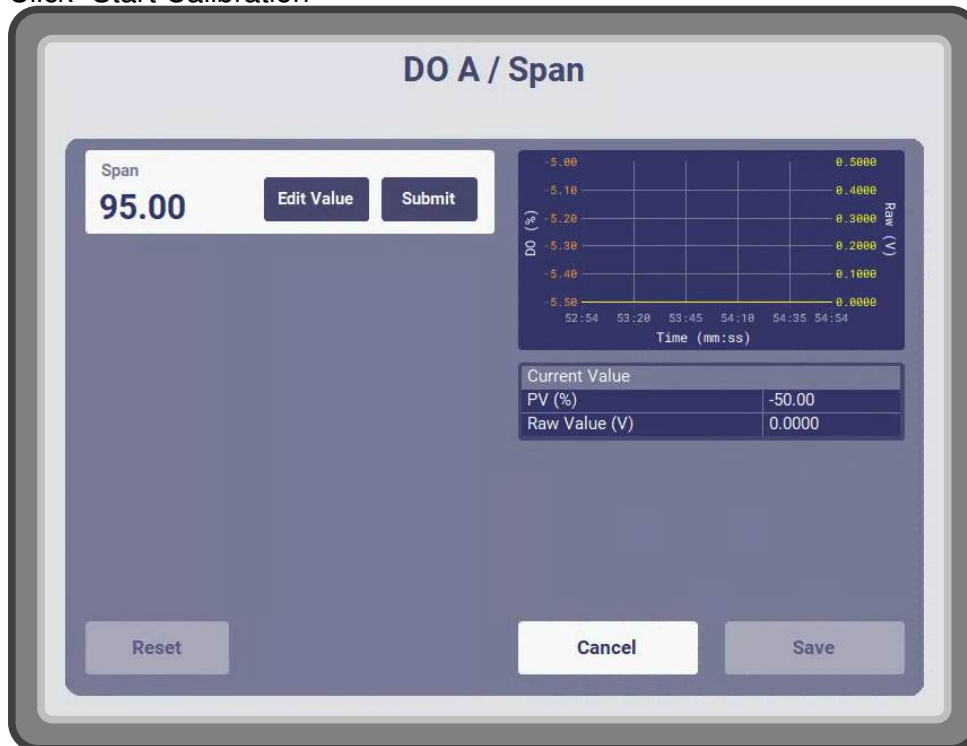 DO A / Span
Span
95.00
Edit Value
Submit
-5.00
-5.10
-5.20
-5.30
-5.40
-5.50
DO (%)
0.5000
0.4000
0.3000
0.2000
0.1000
0.0000
Raw (V)
52:54 53:20 53:45 54:10 54:35 54:54
Time (mm:ss)
Current Value
PV (%) -50.00
Raw Value (V) 0.0000
Reset
Cancel
Save